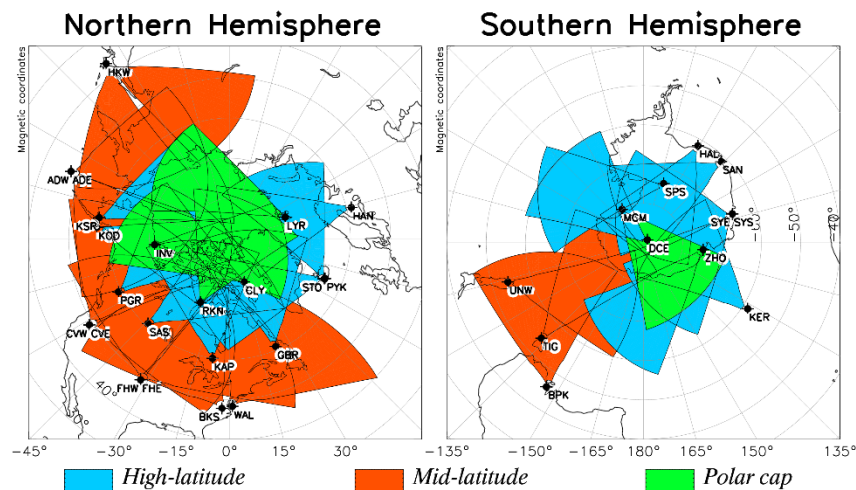 Northern Hemisphere
Southern Hemisphere
Magnetic coordinates
HKW
ADW ADE
KSR
KOD
HAN
LYR
INV
CLY
STO PYK
PGR
RKN
CVW CVE
SAS
GBR
KAP
40°
FHW FHE
BKS
WAL
-45°
-30°
-15°
0°
15°
30°
Magnetic coordinates
HAL
SAN
SPS
MCM
SYE SYS
-60°
-50°
-40°
DCE
ZHO
UNW
KER
TIG
BPK
-135°
-150°
-165°
180°
165°
150°
135°
High-latitude
Mid-latitude
Polar cap